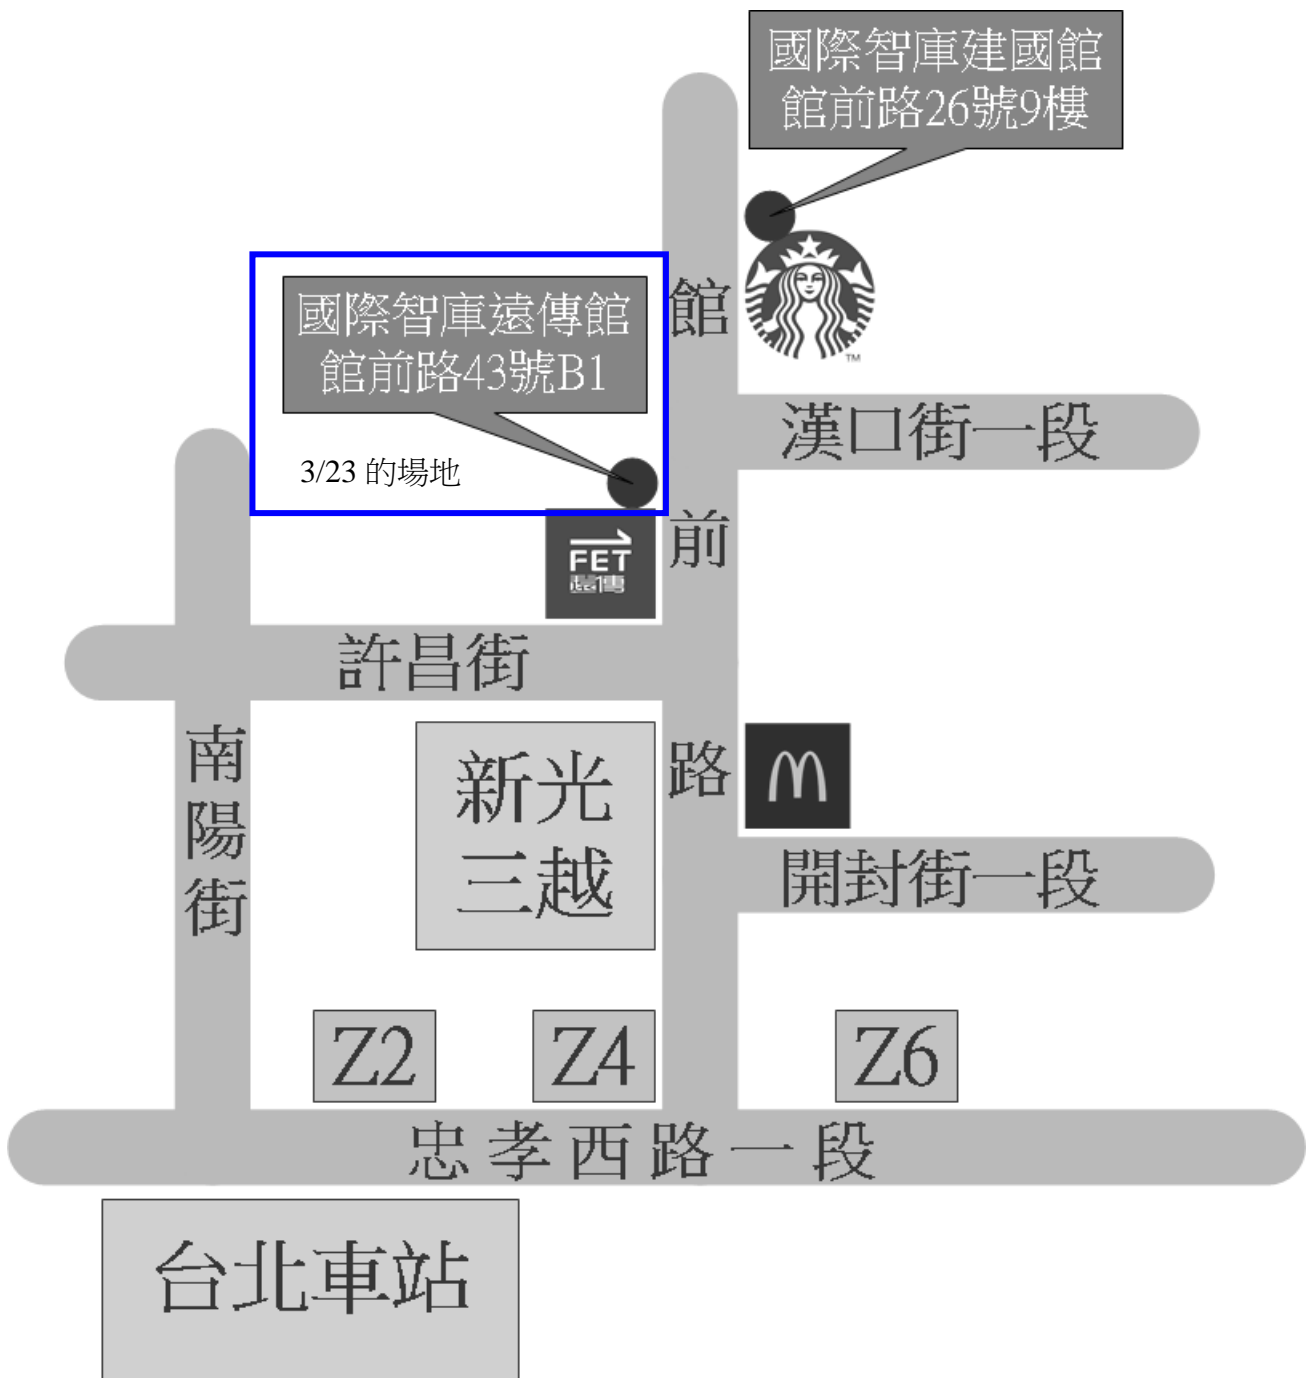 國際智庫建國館
館前路26號9樓
國際智庫遠傳館
館前路43號B1
3/23 的場地
館前路
TM
漢口街一段
FET
遠傳
許昌街
南陽街
新光
三越
開封街一段
Z2
Z4
Z6
忠孝西路一段
台北車站